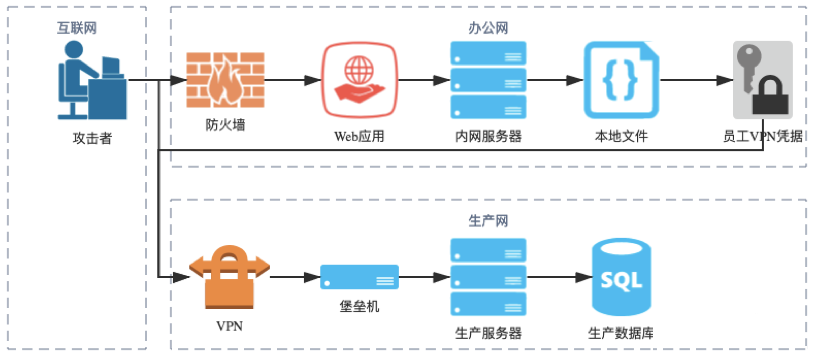 互联网
攻击者
办公网
防火墙
Web应用
内网服务器
{}
本地文件
员工VPN凭据
生产网
VPN
堡垒机
生产服务器
SQL
生产数据库